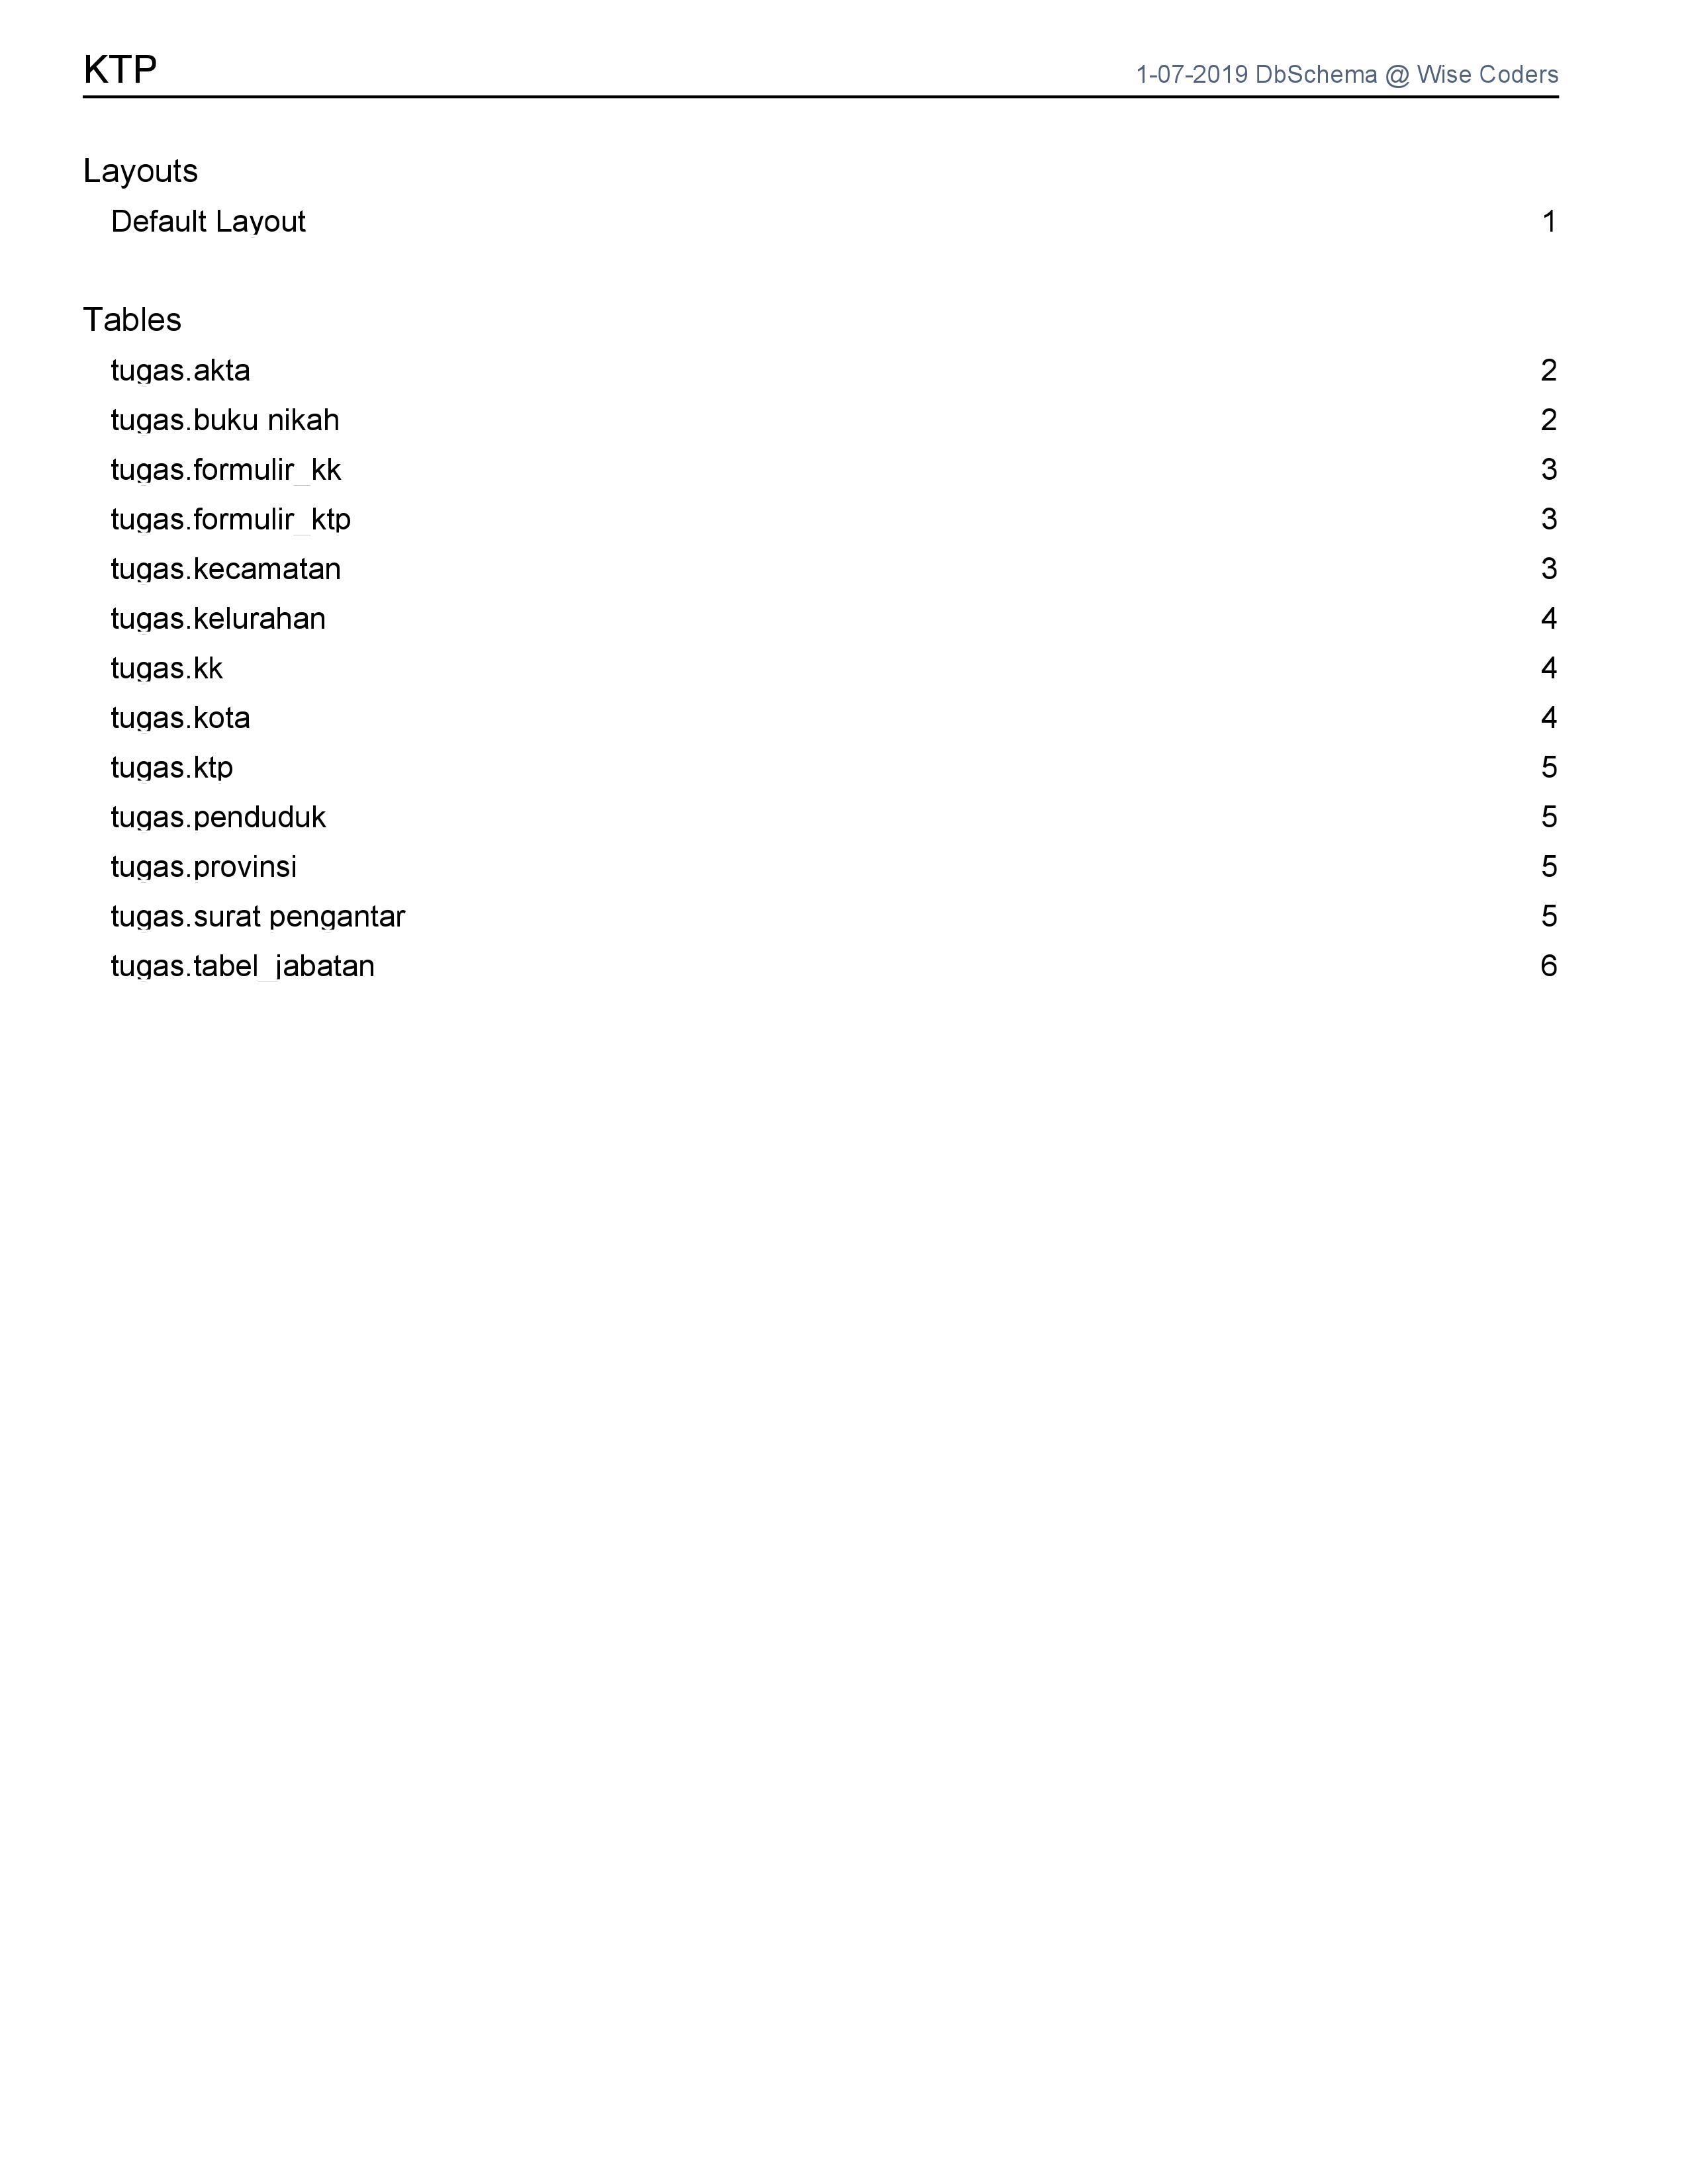 KTP 1-07-2019 DbSchema @ Wise Coders
Layouts
Default Layout 1
Tables
tugas.akta 2
tugas.buku nikah 2
tugas.formulir_kk 3
tugas.formulir_ktp 3
tugas.kecamatan 3
tugas.kelurahan 4
tugas.kk 4
tugas.kota 4
tugas.ktp 5
tugas.penduduk 5
tugas.provinsi 5
tugas.surat pengantar 5
tugas.tabel_jabatan 6